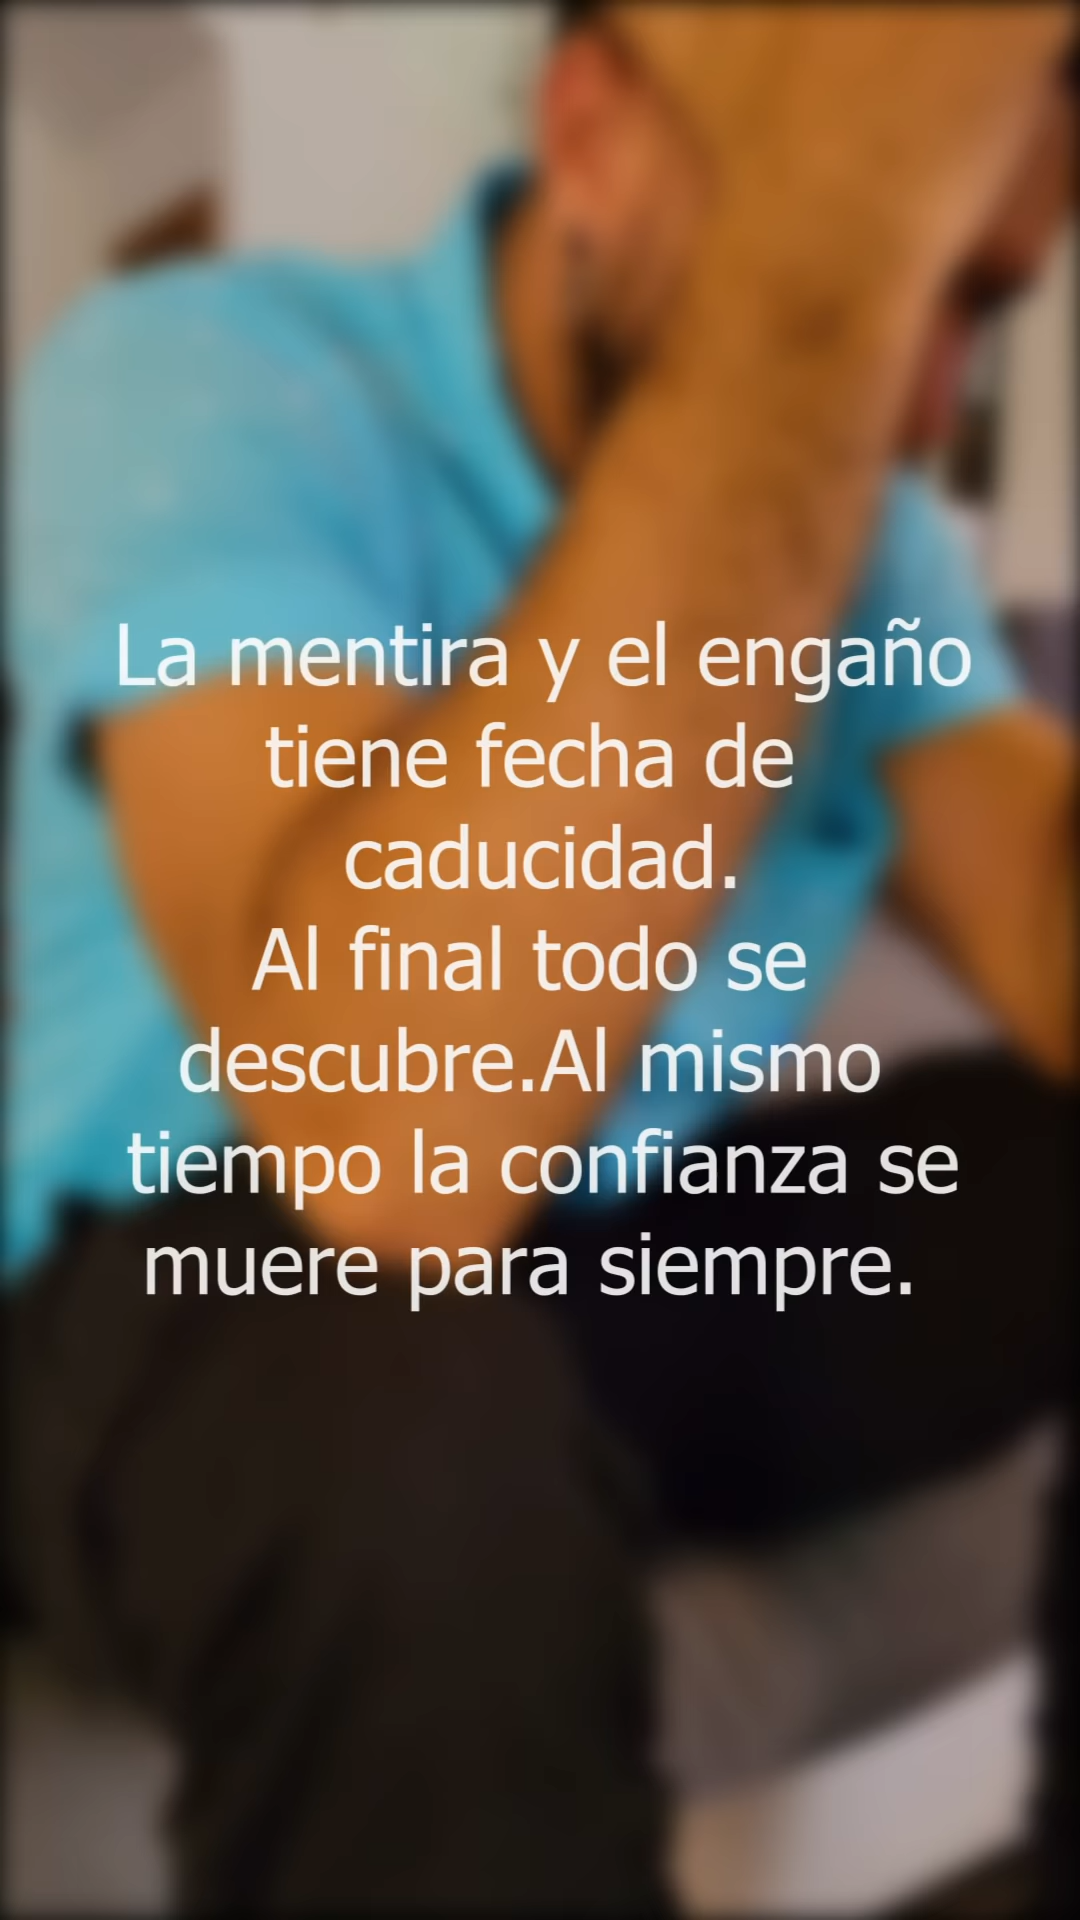 La mentira y el engaño
tiene fecha de
caducidad.
Al final todo se
descubre.Al mismo
tiempo la confianza se
muere para siempre.